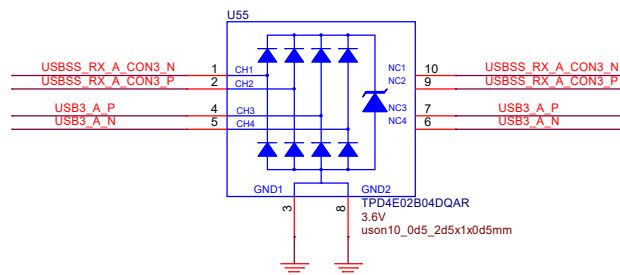 U55
USBSS_RX_A_CON3_N 1 CH1 NC1 10 USBSS_RX_A_CON3_N
USBSS_RX_A_CON3_P 2 CH2 NC2 9 USBSS_RX_A_CON3_P
USB3_A_P 4 CH3 NC3 7 USB3_A_P
USB3_A_N 5 CH4 NC4 6 USB3_A_N
GND1 GND2
3 8
TPD4E02B04DQAR
3.6V
uson10_0d5_2d5x1x0d5mm